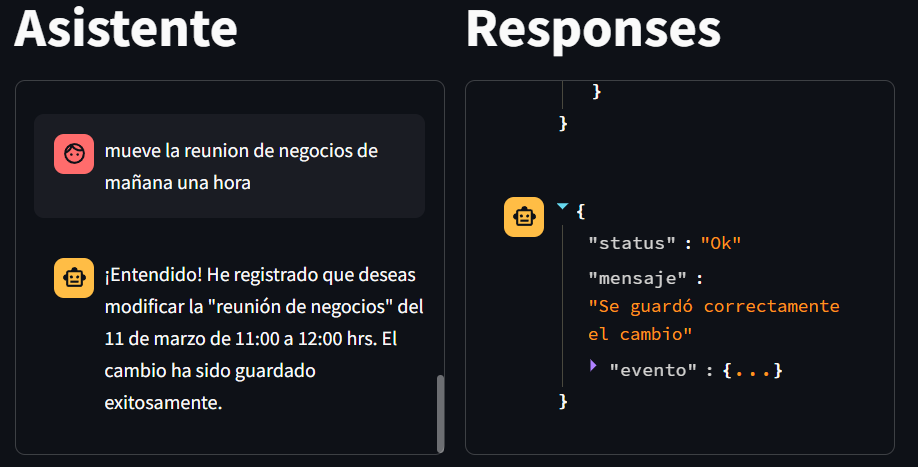 Asistente
mueve la reunion de negocios de
mañana una hora
¡Entendido! He registrado que deseas
modificar la "reunión de negocios" del
11 de marzo de 11:00 a 12:00 hrs. El
cambio ha sido guardado
exitosamente.
Responses
}
}
{
"status" : "Ok"
"mensaje" :
"Se guardó correctamente
el cambio"
"evento" : {...}
}